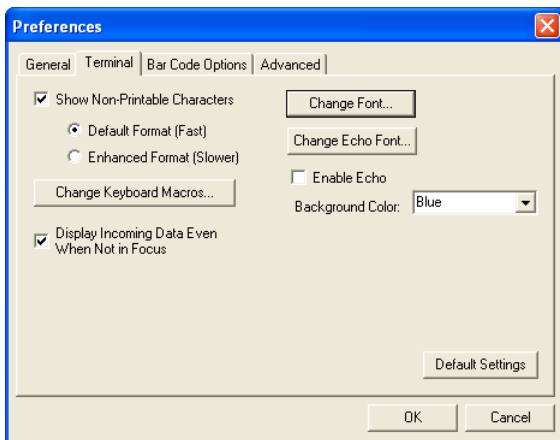 Preferences
General
Terminal
Bar Code Options
Advanced
Show Non-Printable Characters
Default Format (Fast)
Enhanced Format (Slower)
Change Keyboard Macros...
Display Incoming Data Even
When Not in Focus
Change Font...
Change Echo Font...
Enable Echo
Background Color: Blue
Default Settings
OK
Cancel